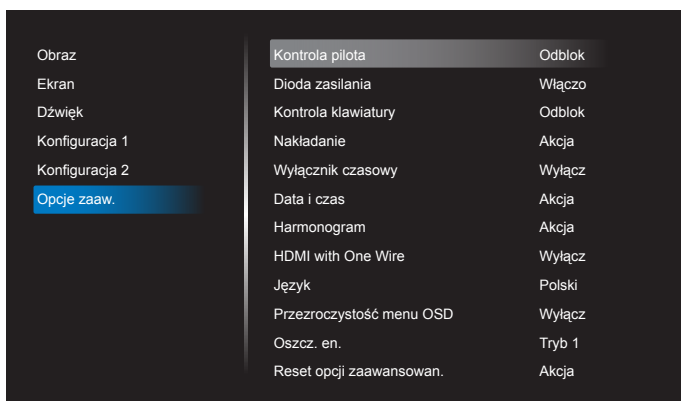 Obraz
Ekran
Dźwięk
Konfiguracja 1
Konfiguracja 2
Opcje zaaw.
Kontrola pilota Odblok
Dioda zasilania Włączo
Kontrola klawiatury Odblok
Nakładanie Akcja
Wyłącznik czasowy Wyłącz
Data i czas Akcja
Harmonogram Akcja
HDMI with One Wire Wyłącz
Język Polski
Przezroczystość menu OSD Wyłącz
Oszcz. en. Tryb 1
Reset opcji zaawansowan. Akcja